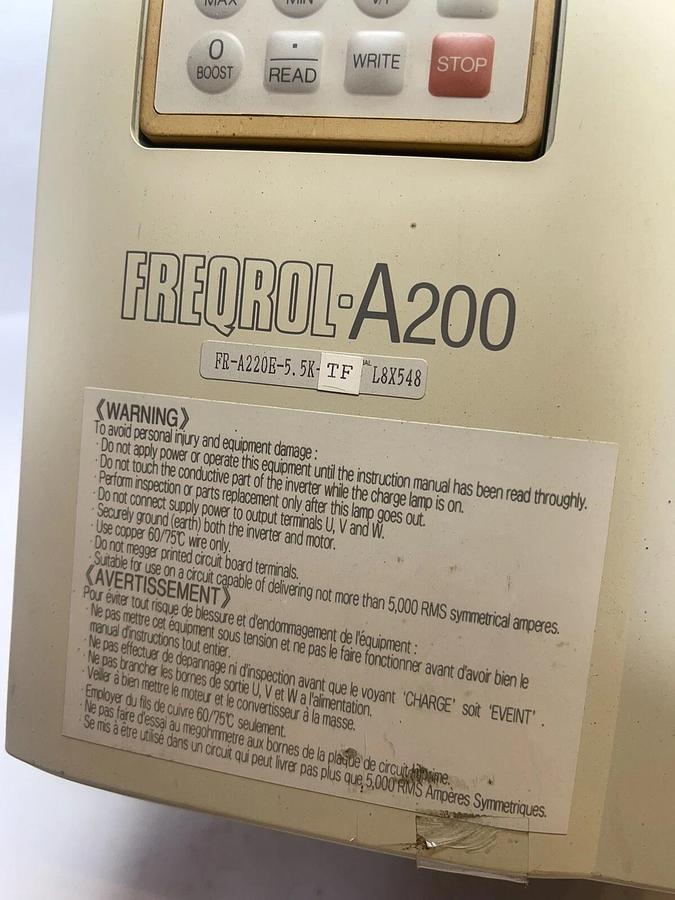 MAX MIN V/F
0 BOOST READ WRITE STOP
FREQROL-A200
FR-A220E-5.5K-TF L8X548
《WARNING》
To avoid personal injury and equipment damage :
· Do not apply power or operate this equipment until the instruction manual has been read throughly.
· Do not touch the conductive part of the inverter while the charge lamp is on.
Perform inspection or parts replacement only after this lamp goes out.
· Do not connect supply power to output terminals U, V and W.
· Securely ground (earth) both the inverter and motor.
· Use copper 60/75℃ wire only.
· Do not megger printed circuit board terminals.
· Suitable for use on a circuit capable of delivering not more than 5,000 RMS symmetrical amperes.
《AVERTISSEMENT》
Pour éviter tout risque de blessure et d'endommagement de l'équipement :
· Ne pas mettre cet équipement sous tension et ne pas le faire fonctionner avant d'avoir bien le
manual d'instructions tout entier.
· Ne pas effectuer de depannage ni d'inspection avant que le voyant 'CHARGE' soit 'EVEINT' .
· Ne pas brancher les bornes de sortie U, V et W a l'alimentation.
· Veiller à bien mettre le moteur et le convertisseur à la masse.
· Employer du fils de cuivre 60/75℃ seulement.
· Ne pas faire d'essai au megohmmetre aux bornes de la plaque de circuit imprime.
· Se mis à être utilisé dans un circuit qui peut livrer pas plus que 5,000 RMS Ampères Symmetriques.